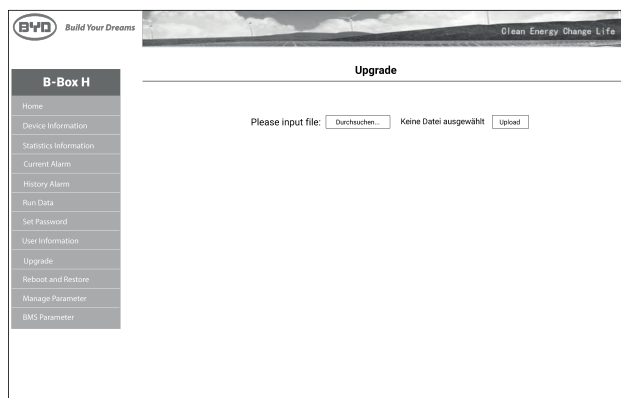 BYD Build Your Dreams
Clean Energy Change Life
B-Box H
Home
Device Information
Statistics Information
Current Alarm
History Alarm
Run Data
Set Password
User Information
Upgrade
Reboot and Restore
Manage Parameter
BMS Parameter
Upgrade
Please input file: Durchsuchen... Keine Datei ausgewählt Upload